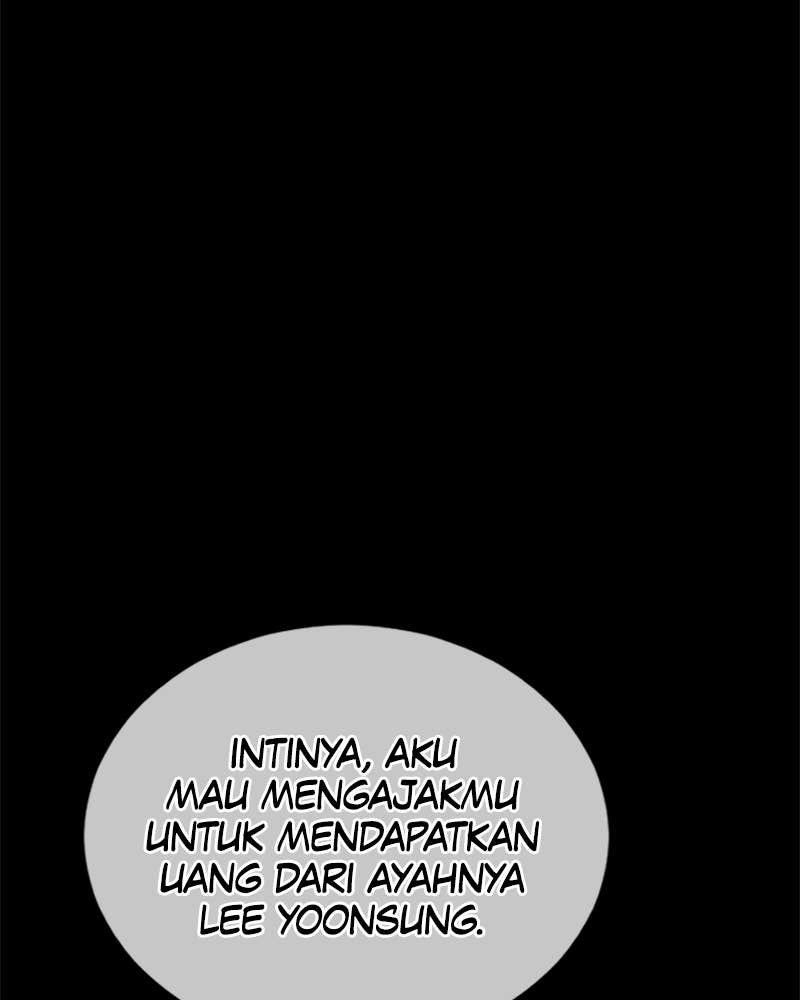 INTINYA, AKU
MAU MENGAJAKMU
UNTUK MENDAPATKAN
UANG DARI AYAHNYA
LEE YOONSUNG.